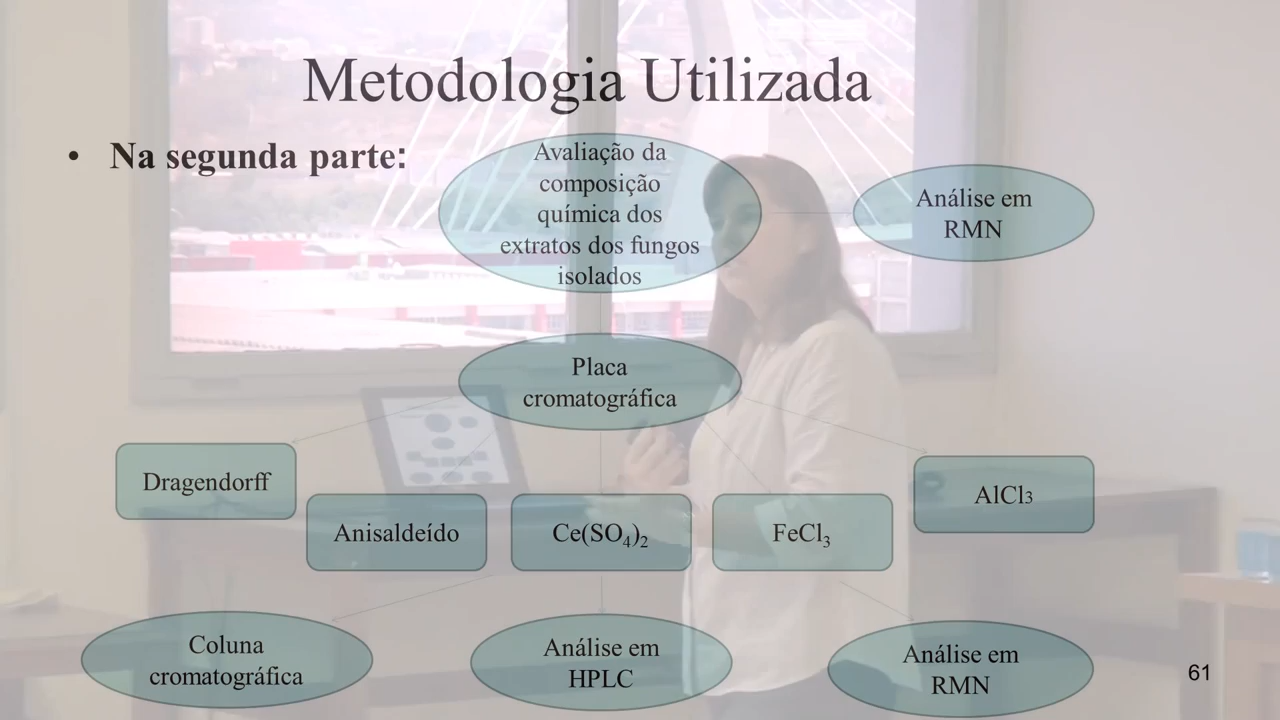 Metodologia Utilizada
• Na segunda parte:
Avaliação da
composição
química dos
extratos dos fungos
isolados
Análise em
RMN
Placa
cromatográfica
Dragendorff
Anisaldeído
Ce(SO₄)₂
FeCl₃
AlCl3
Coluna
cromatográfica
Análise em
HPLC
Análise em
RMN
61